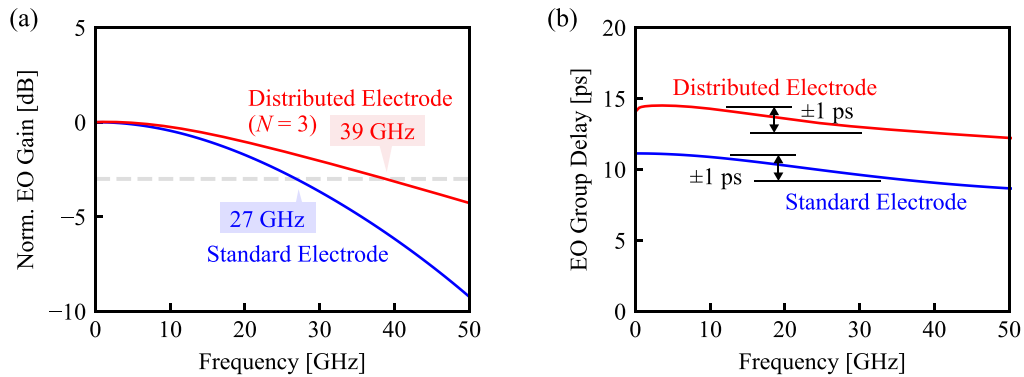 (a)
5
0
−5
−10
Norm. EO Gain [dB]
Distributed Electrode
(N = 3)
39 GHz
27 GHz
Standard Electrode
0
10
20
30
40
50
Frequency [GHz]
(b)
20
15
10
5
0
EO Group Delay [ps]
Distributed Electrode
±1 ps
±1 ps
Standard Electrode
0
10
20
30
40
50
Frequency [GHz]